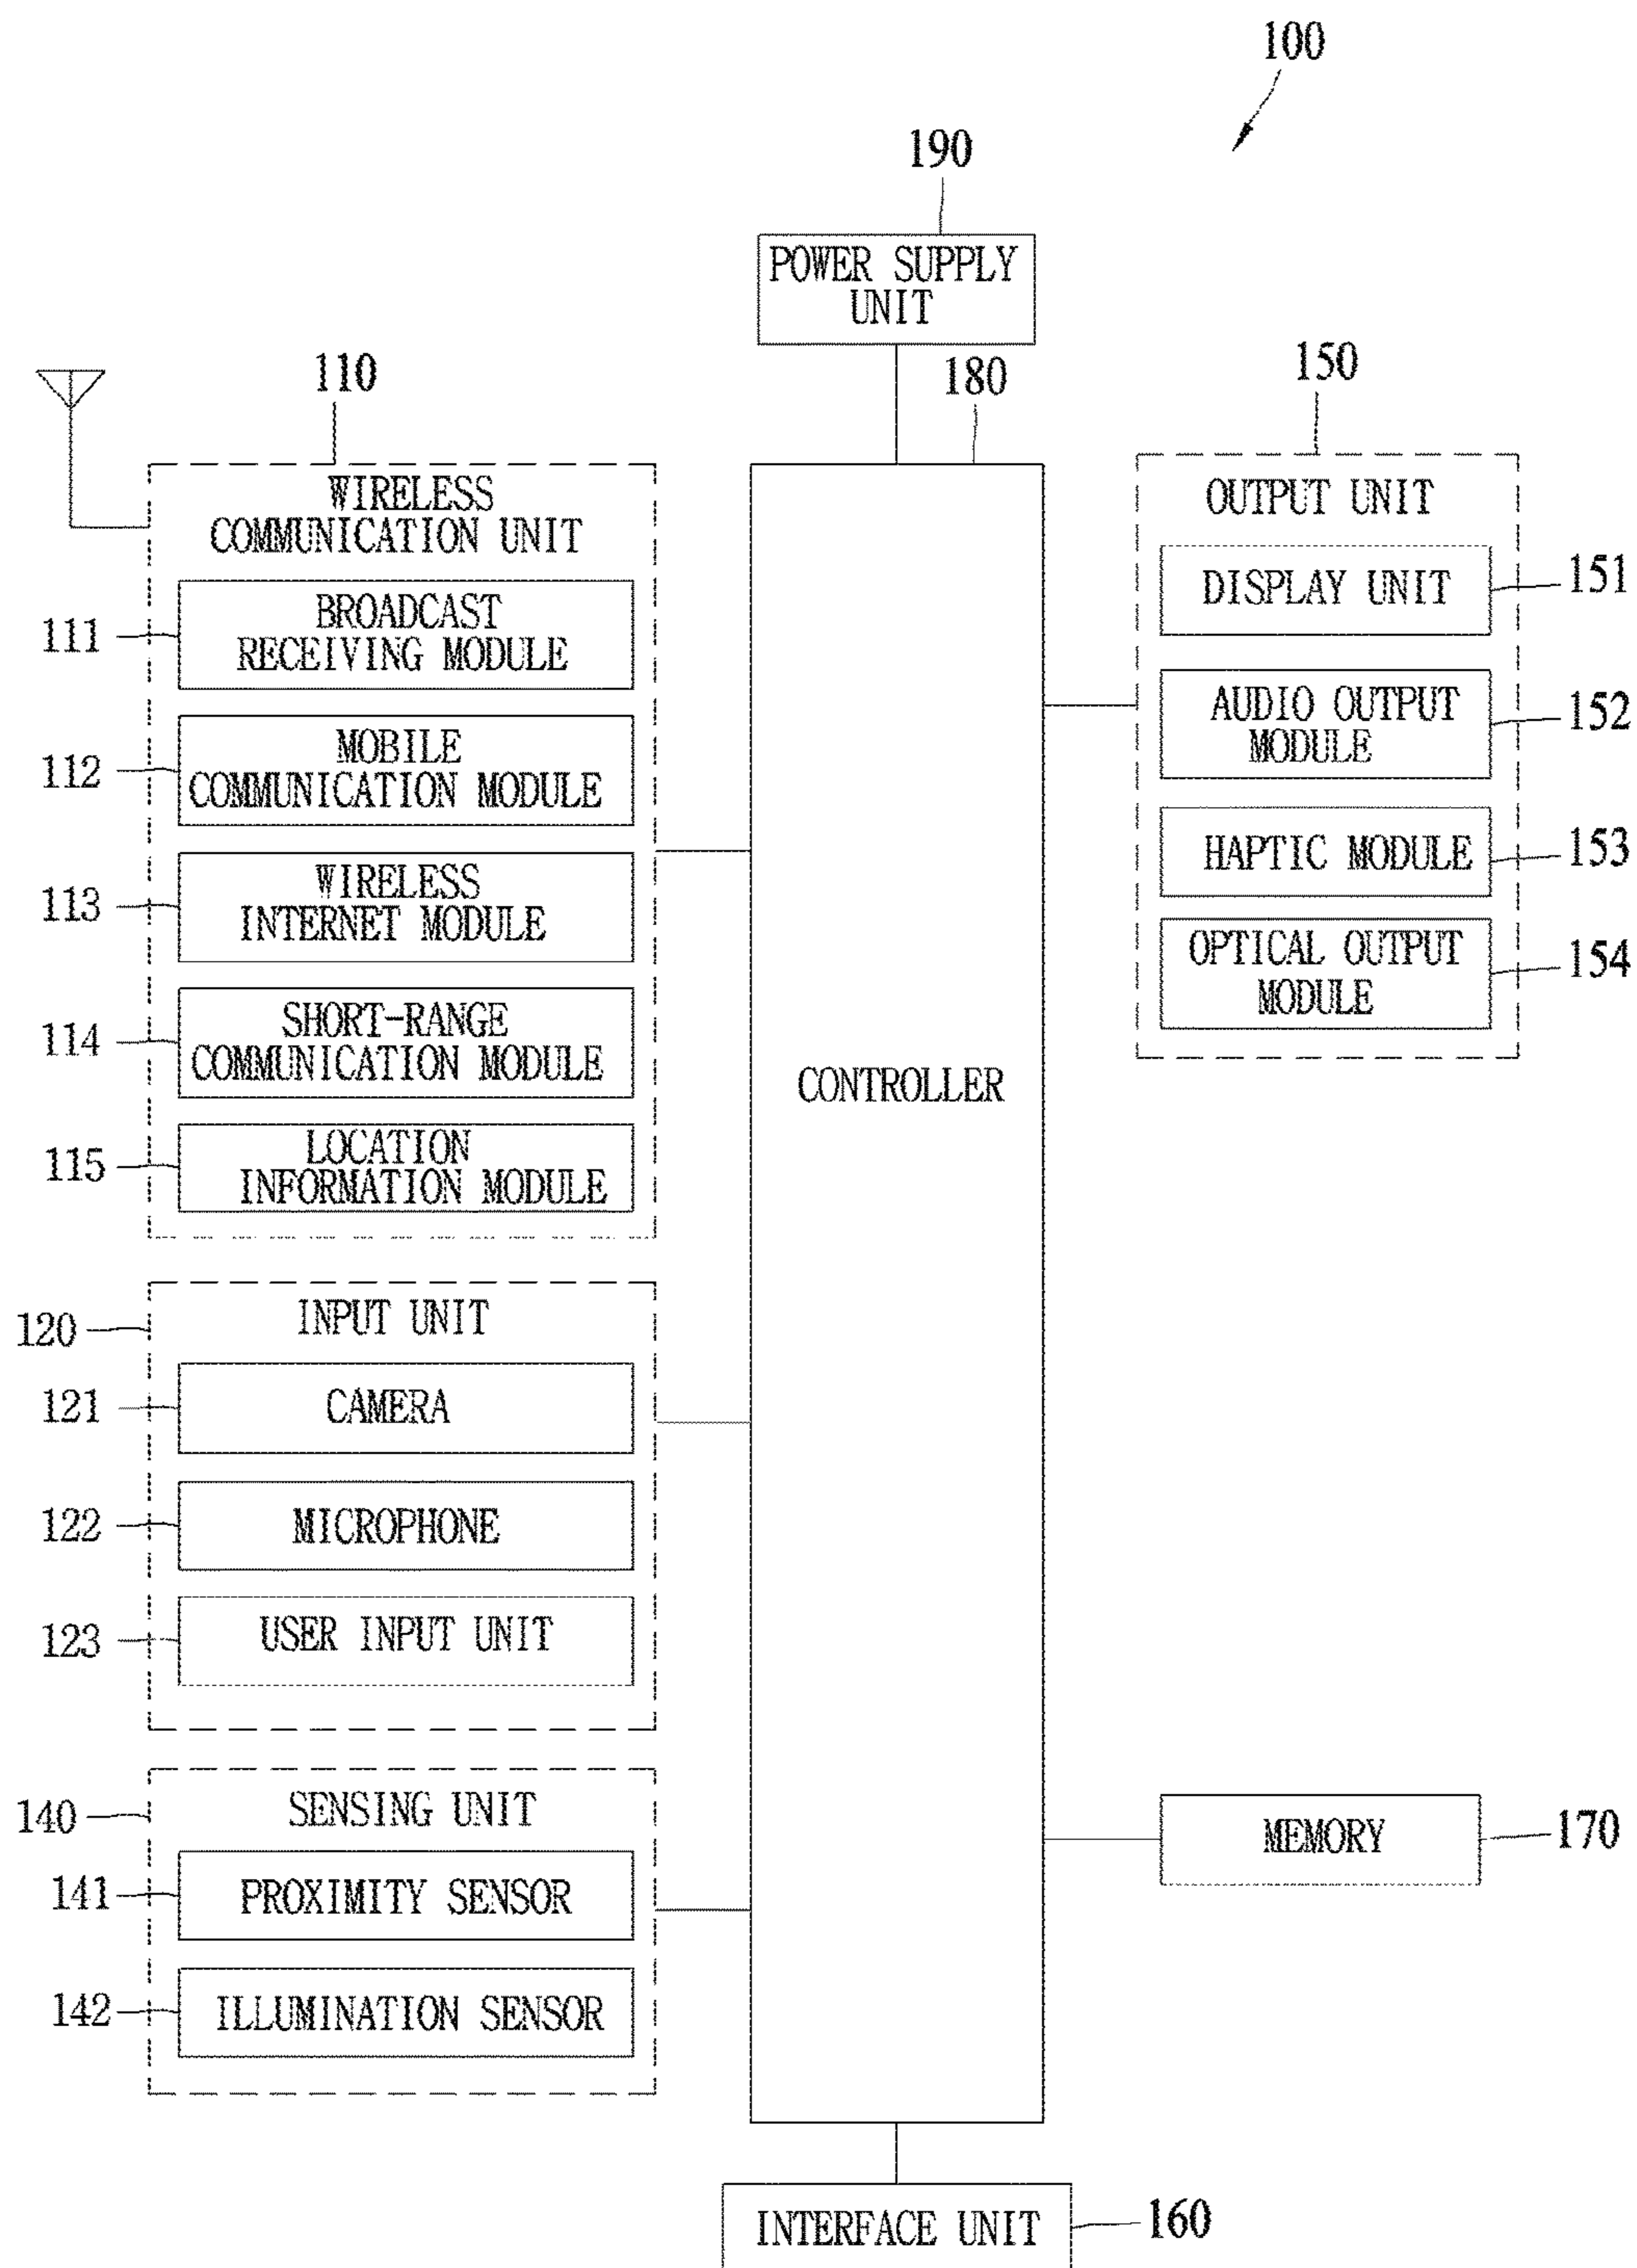 100
190
POWER SUPPLY
UNIT
110
180
150
WIRELESS
COMMUNICATION UNIT
111
BROADCAST
RECEIVING MODULE
112
MOBILE
COMMUNICATION MODULE
113
WIRELESS
INTERNET MODULE
114
SHORT-RANGE
COMMUNICATION MODULE
115
LOCATION
INFORMATION MODULE
120
INPUT UNIT
121
CAMERA
122
MICROPHONE
123
USER INPUT UNIT
140
SENSING UNIT
141
PROXIMITY SENSOR
142
ILLUMINATION SENSOR
CONTROLLER
OUTPUT UNIT
DISPLAY UNIT
151
AUDIO OUTPUT
MODULE
152
HAPTIC MODULE
153
OPTICAL OUTPUT
MODULE
154
MEMORY
170
INTERFACE UNIT
160